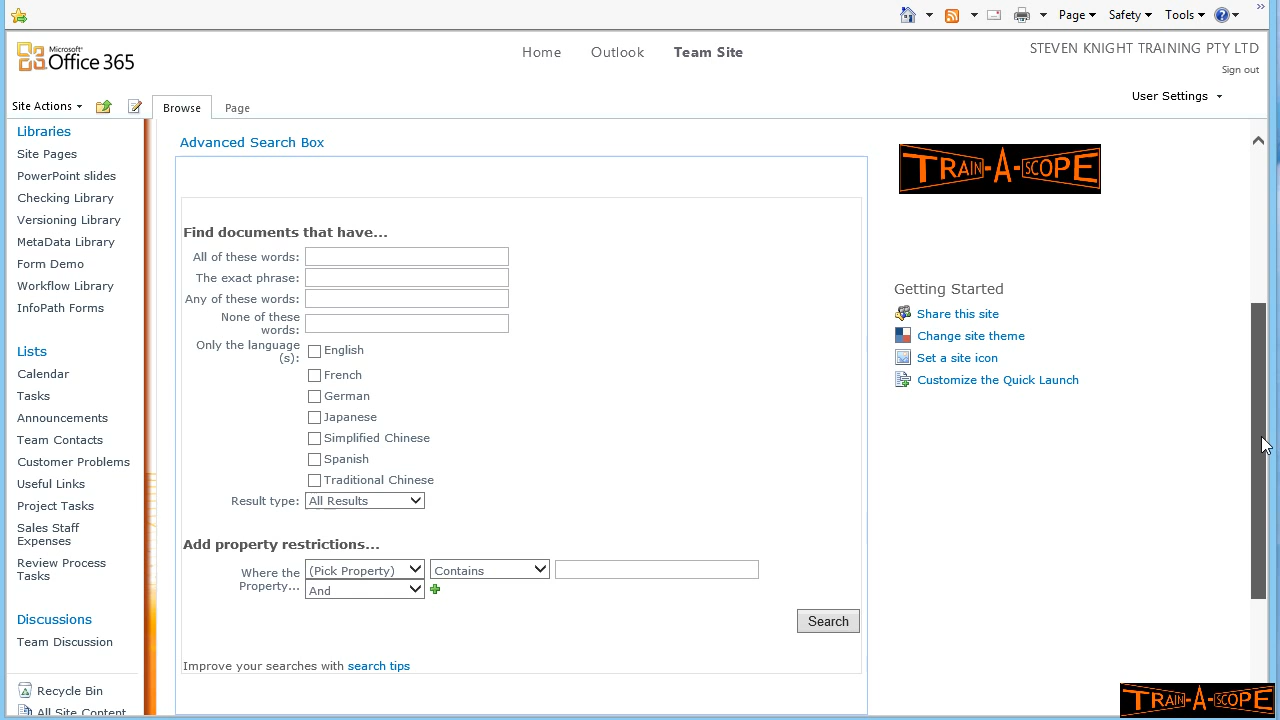 Page
Safety
Tools
Microsoft
Office 365
Home
Outlook
Team Site
STEVEN KNIGHT TRAINING PTY LTD
Sign out
Site Actions
Browse
Page
User Settings
Libraries
Site Pages
PowerPoint slides
Checking Library
Versioning Library
MetaData Library
Form Demo
Workflow Library
InfoPath Forms
Lists
Calendar
Tasks
Announcements
Team Contacts
Customer Problems
Useful Links
Project Tasks
Sales Staff
Expenses
Review Process
Tasks
Discussions
Team Discussion
Recycle Bin
All Site Content
Advanced Search Box
Find documents that have...
All of these words:
The exact phrase:
Any of these words:
None of these
words:
Only the language
(s):
English
French
German
Japanese
Simplified Chinese
Spanish
Traditional Chinese
Result type:
All Results
Add property restrictions...
Where the
Property...
(Pick Property)
Contains
And
Search
Improve your searches with search tips
TRAIN-A-SCOPE
Getting Started
Share this site
Change site theme
Set a site icon
Customize the Quick Launch
TRAIN-A-SCOPE